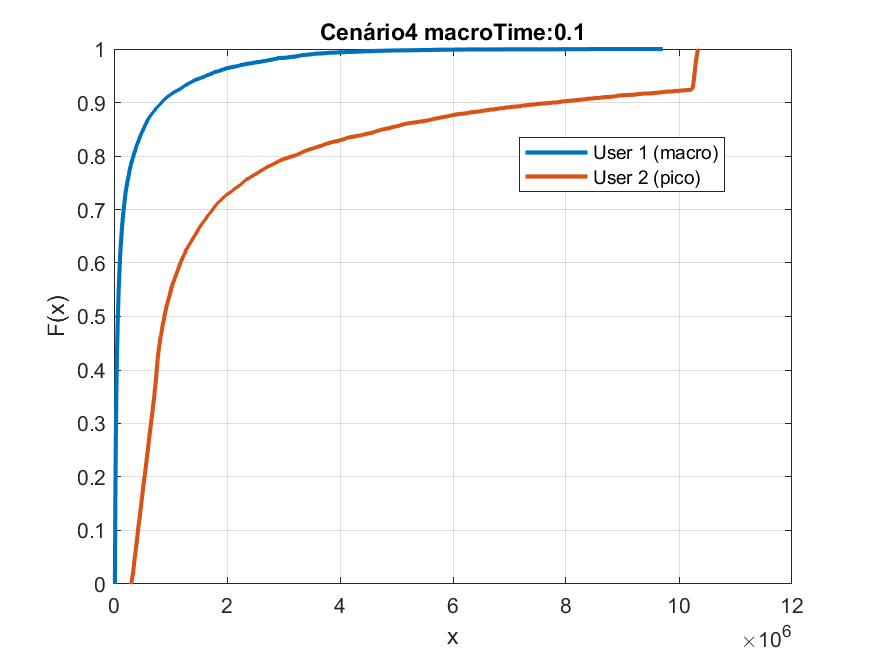 Cenário4 macroTime:0.1
1
0.9
0.8
0.7
0.6
0.5
0.4
0.3
0.2
0.1
0
F(x)
User 1 (macro)
User 2 (pico)
0 2 4 6 8 10 12
x
×10^6